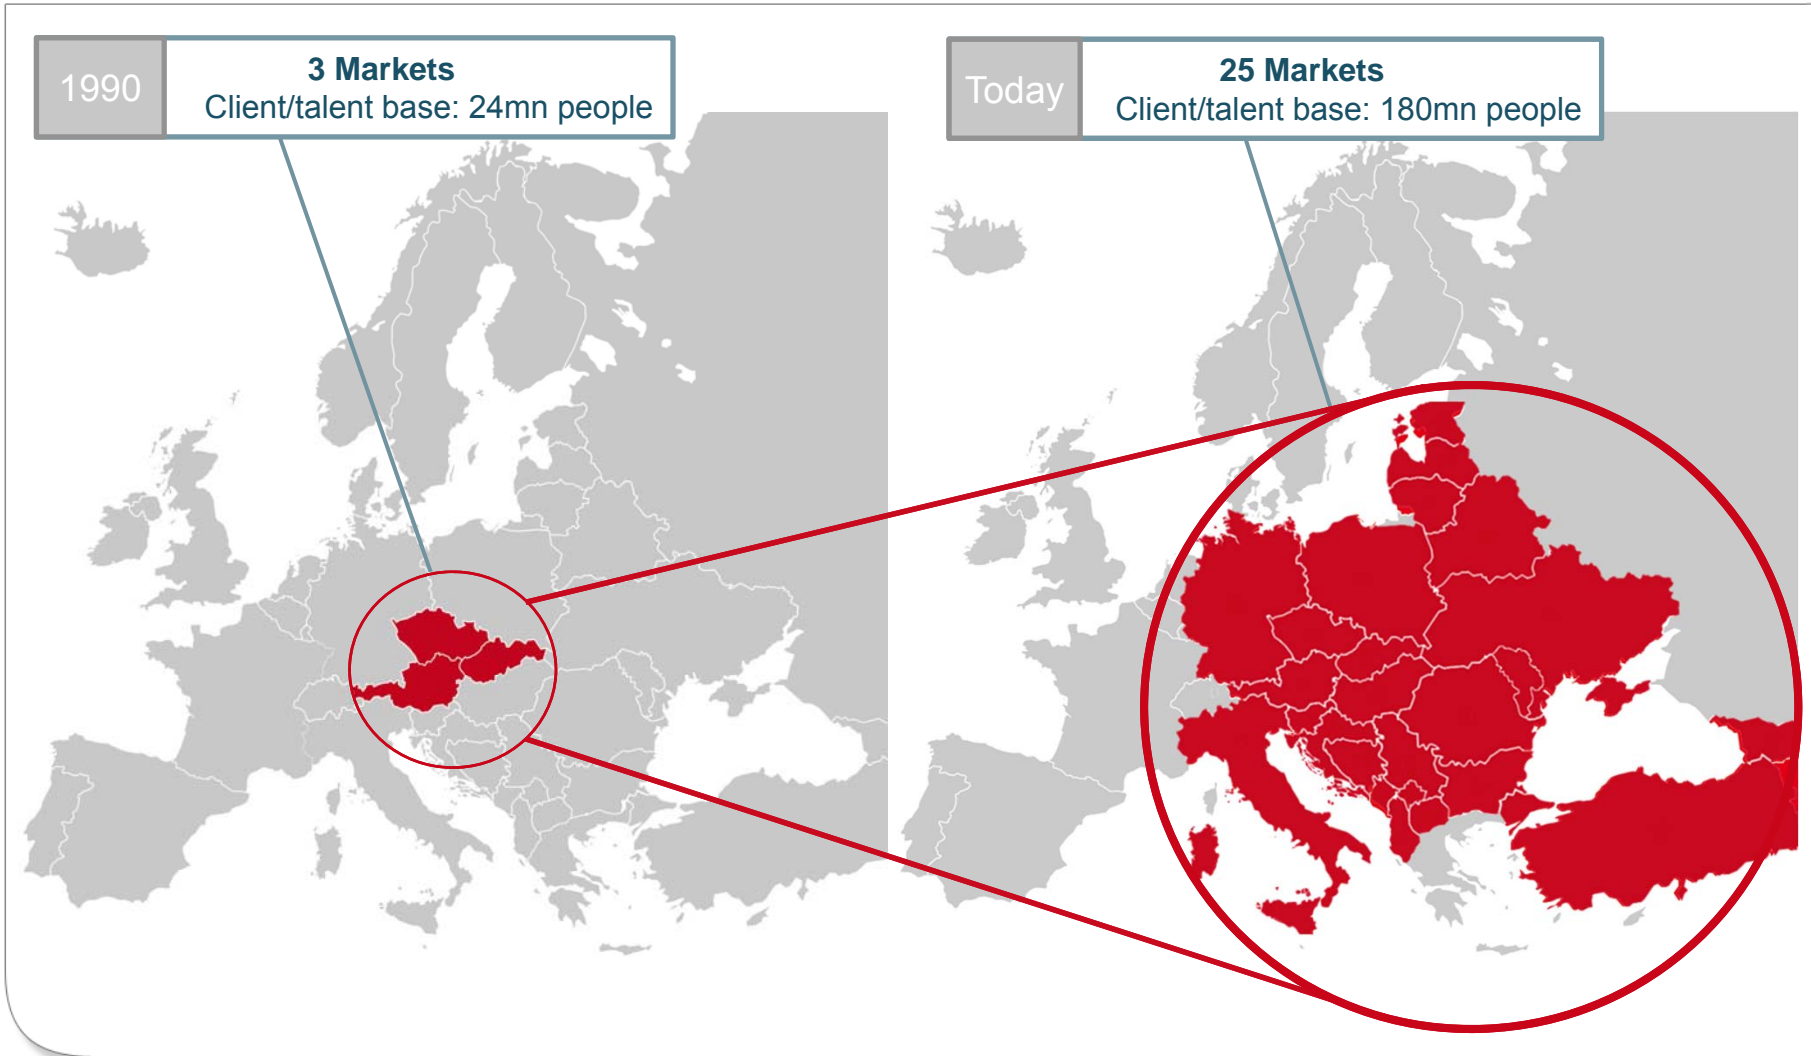 1990
3 Markets
Client/talent base: 24mn people
Today
25 Markets
Client/talent base: 180mn people